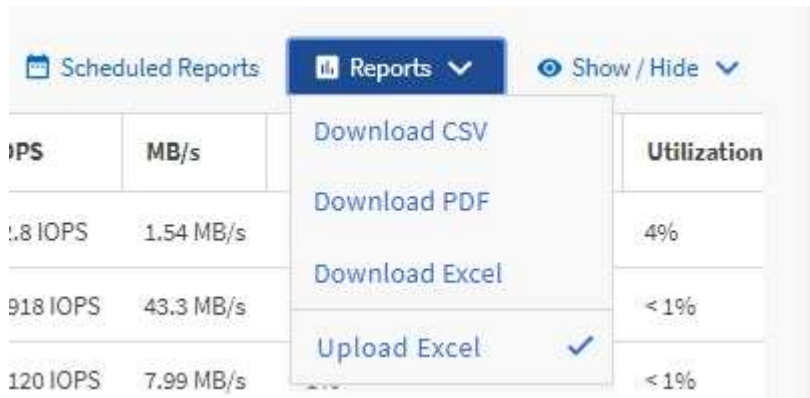 Scheduled Reports Reports Show / Hide
MB/s Utilization
Download CSV
.8 IOPS 1.54 MB/s Download PDF 4%
918 IOPS 43.3 MB/s Download Excel < 1%
Upload Excel
120 IOPS 7.99 MB/s < 1%